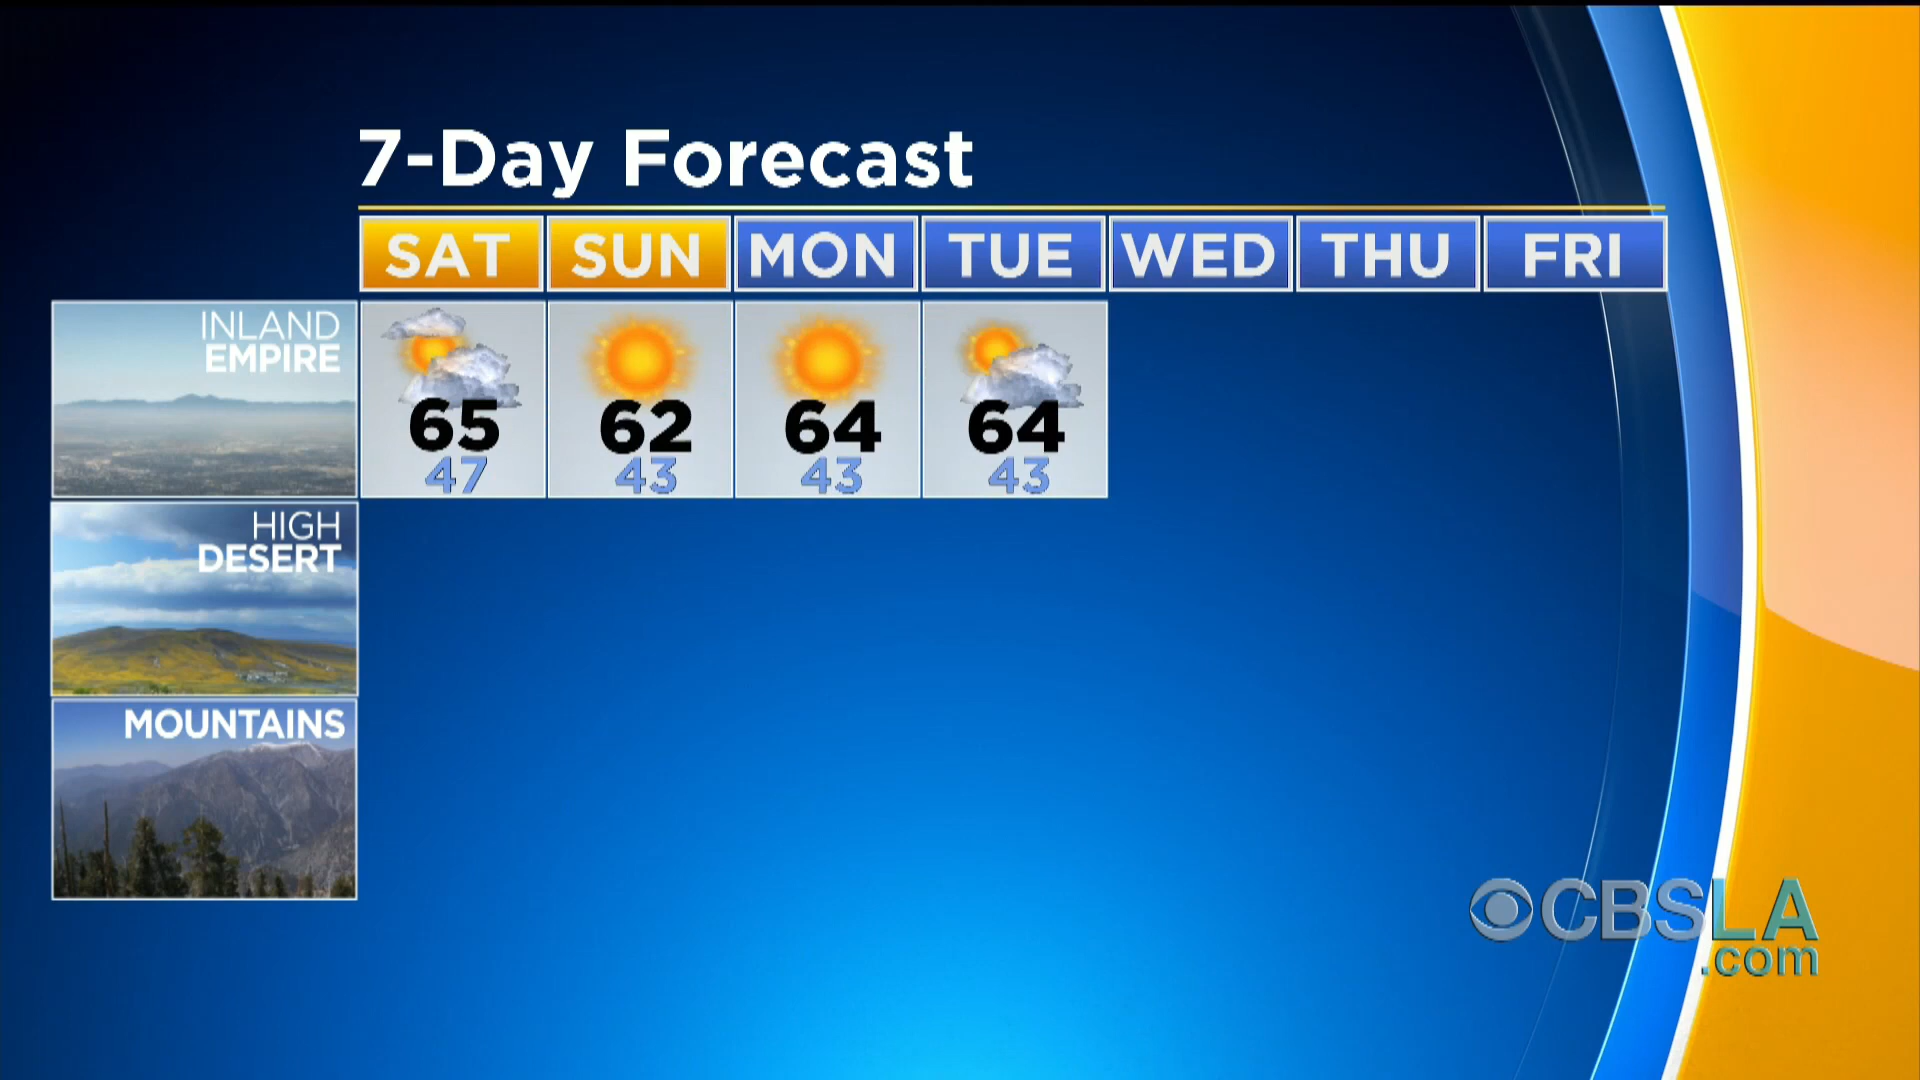 7-Day Forecast
SAT SUN MON TUE WED THU FRI
INLAND
EMPIRE
65 62 64 64
47 43 43 43
HIGH
DESERT
MOUNTAINS
CBSLA
.com